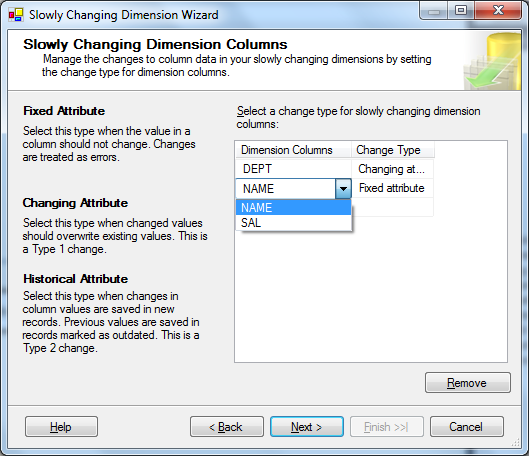 Slowly Changing Dimension Wizard
Slowly Changing Dimension Columns
Manage the changes to column data in your slowly changing dimensions by setting
the change type for dimension columns.
Fixed Attribute
Select this type when the value in a
column should not change. Changes
are treated as errors.
Changing Attribute
Select this type when changed values
should overwrite existing values. This is
a Type 1 change.
Historical Attribute
Select this type when changes in
column values are saved in new
records. Previous values are saved in
records marked as outdated. This is a
Type 2 change.
Select a change type for slowly changing dimension
columns:
Dimension Columns Change Type
DEPT Changing at...
NAME Fixed attribute
NAME
SAL
Remove
Help < Back Next > Finish >>| Cancel